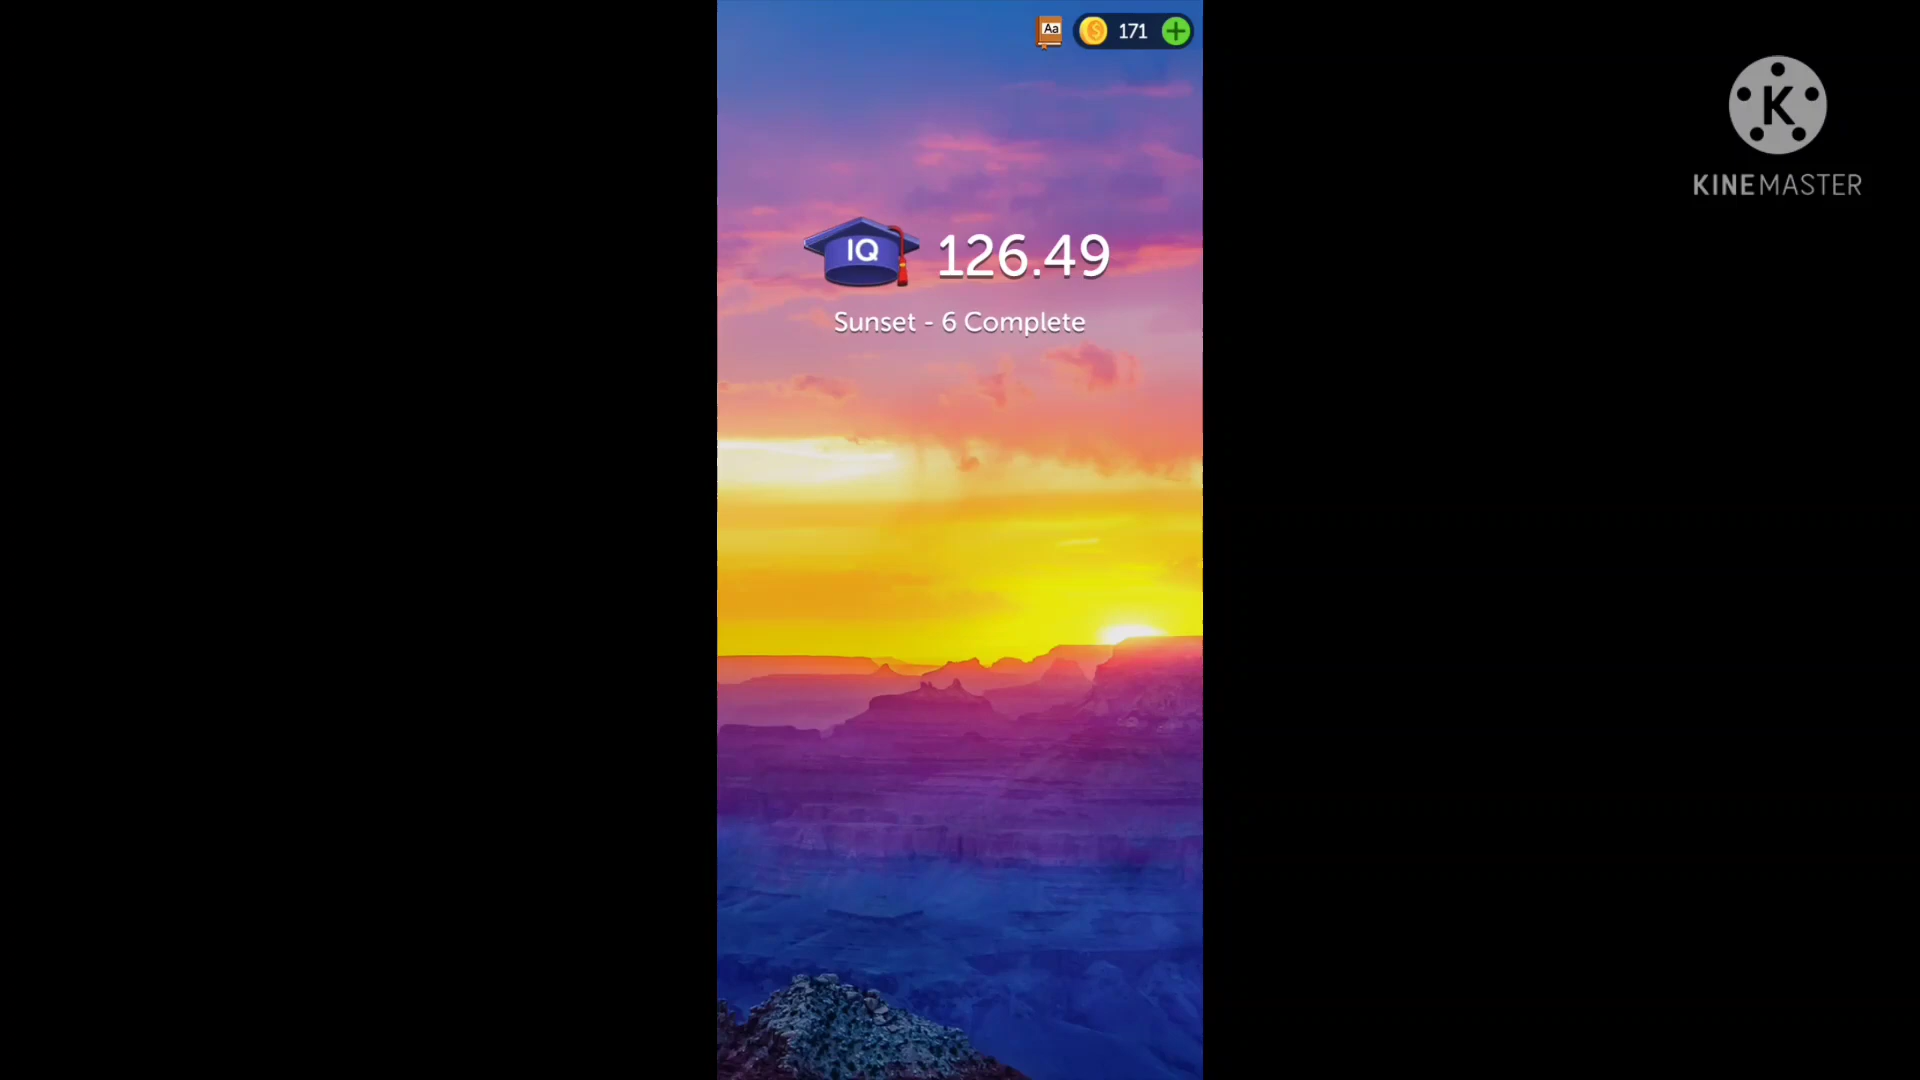 Aa
171
IQ
126.49
Sunset - 6 Complete
K
KINEMASTER